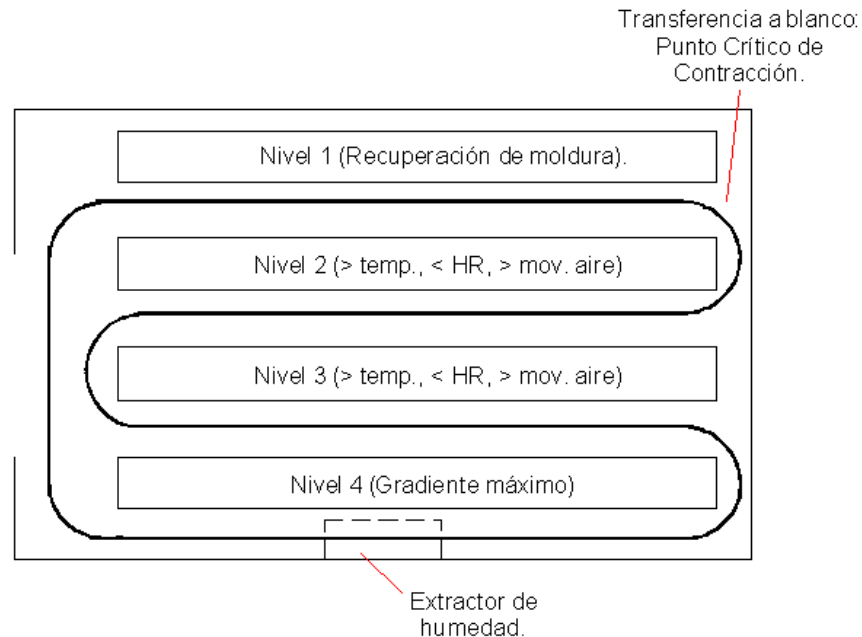 Transferencia a blanco:
Punto Crítico de
Contracción.
Nivel 1 (Recuperación de moldura).
Nivel 2 (> temp., < HR, > mov. aire)
Nivel 3 (> temp., < HR, > mov. aire)
Nivel 4 (Gradiente máximo)
Extractor de
humedad.